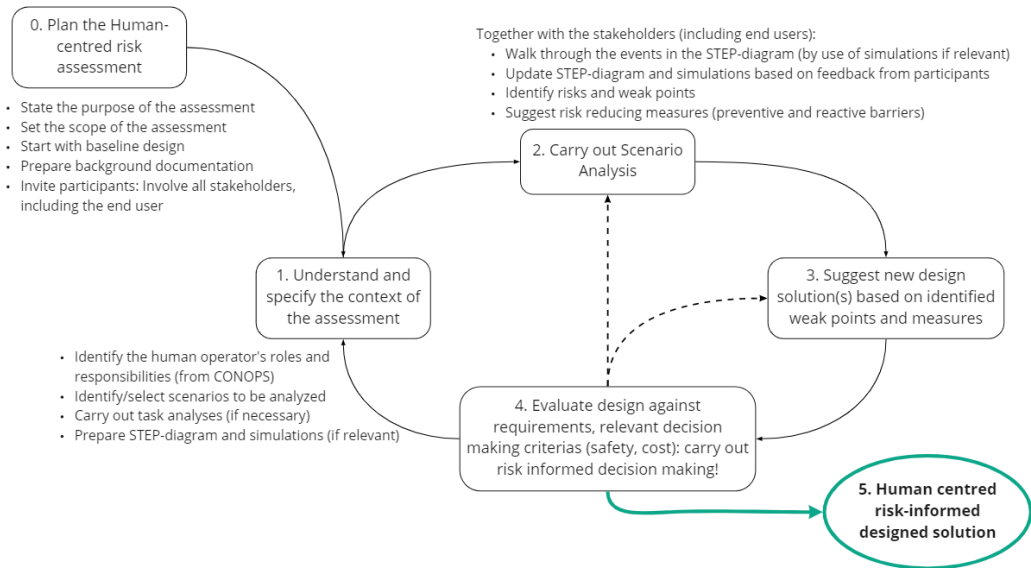 0. Plan the Human-
centred risk
assessment
• State the purpose of the assessment
• Set the scope of the assessment
• Start with baseline design
• Prepare background documentation
• Invite participants: Involve all stakeholders,
including the end user
Together with the stakeholders (including end users):
• Walk through the events in the STEP-diagram (by use of simulations if relevant)
• Update STEP-diagram and simulations based on feedback from participants
• Identify risks and weak points
• Suggest risk reducing measures (preventive and reactive barriers)
2. Carry out Scenario
Analysis
1. Understand and
specify the context of
the assessment
3. Suggest new design
solution(s) based on identified
weak points and measures
• Identify the human operator's roles and
responsibilities (from CONOPS)
• Identify/select scenarios to be analyzed
• Carry out task analyses (if necessary)
• Prepare STEP-diagram and simulations (if relevant)
4. Evaluate design against
requirements, relevant decision
making criterias (safety, cost): carry out
risk informed decision making!
5. Human centred
risk-informed
designed solution